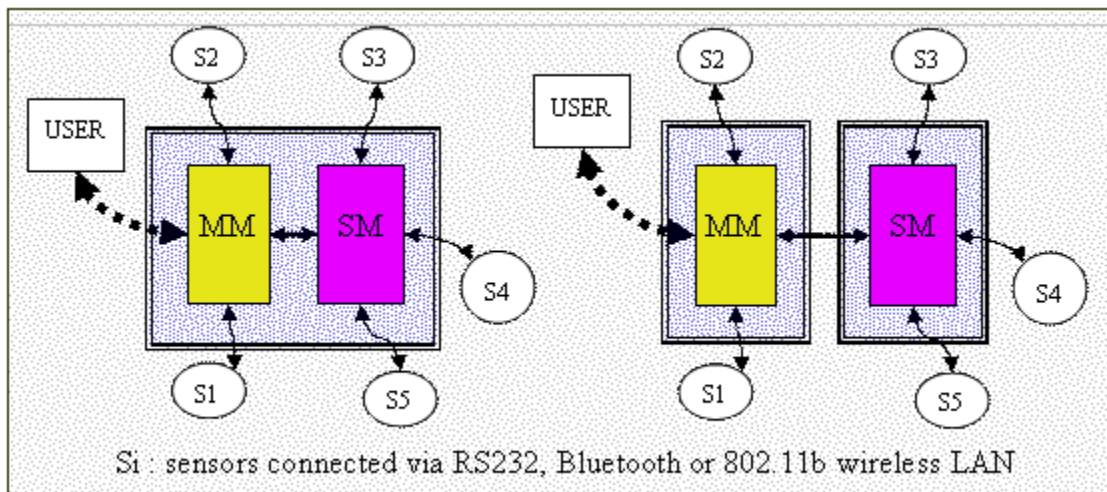 S2
S3
USER
MM
SM
S4
S1
S5
S2
S3
USER
MM
SM
S4
S1
S5
Si : sensors connected via RS232, Bluetooth or 802.11b wireless LAN